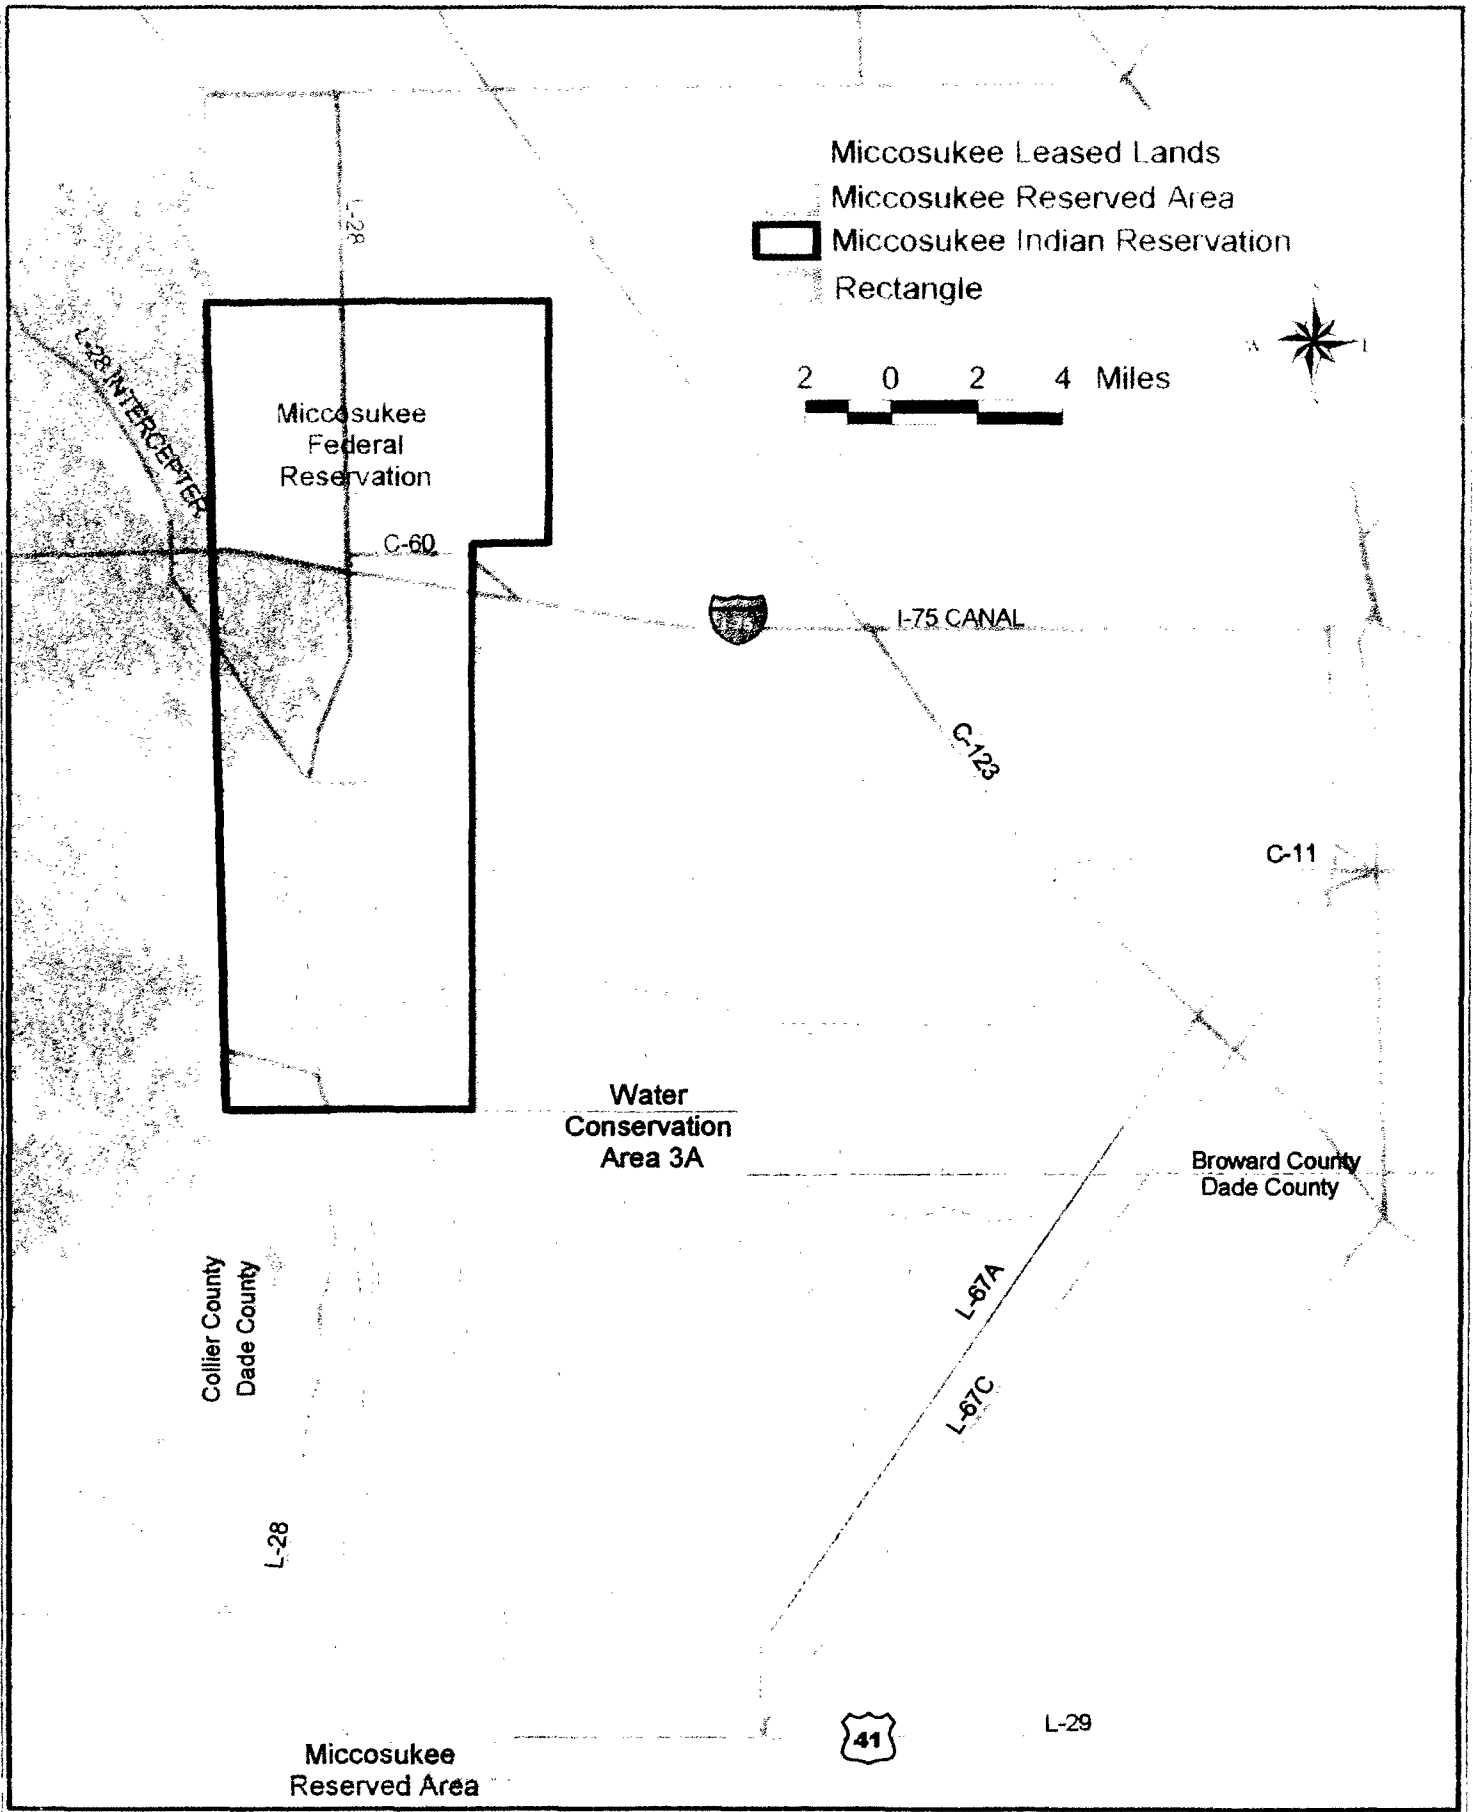 Miccosukee Leased Lands
Miccosukee Reserved Area
Miccosukee Indian Reservation
Rectangle
2 0 2 4 Miles
L-28
L-28 INTERCEPTER
Miccosukee
Federal
Reservation
C-60
I-75 CANAL
C-123
C-11
Water
Conservation
Area 3A
Broward County
Dade County
Collier County
Dade County
L-67A
L-67C
L-28
41
L-29
Miccosukee
Reserved Area